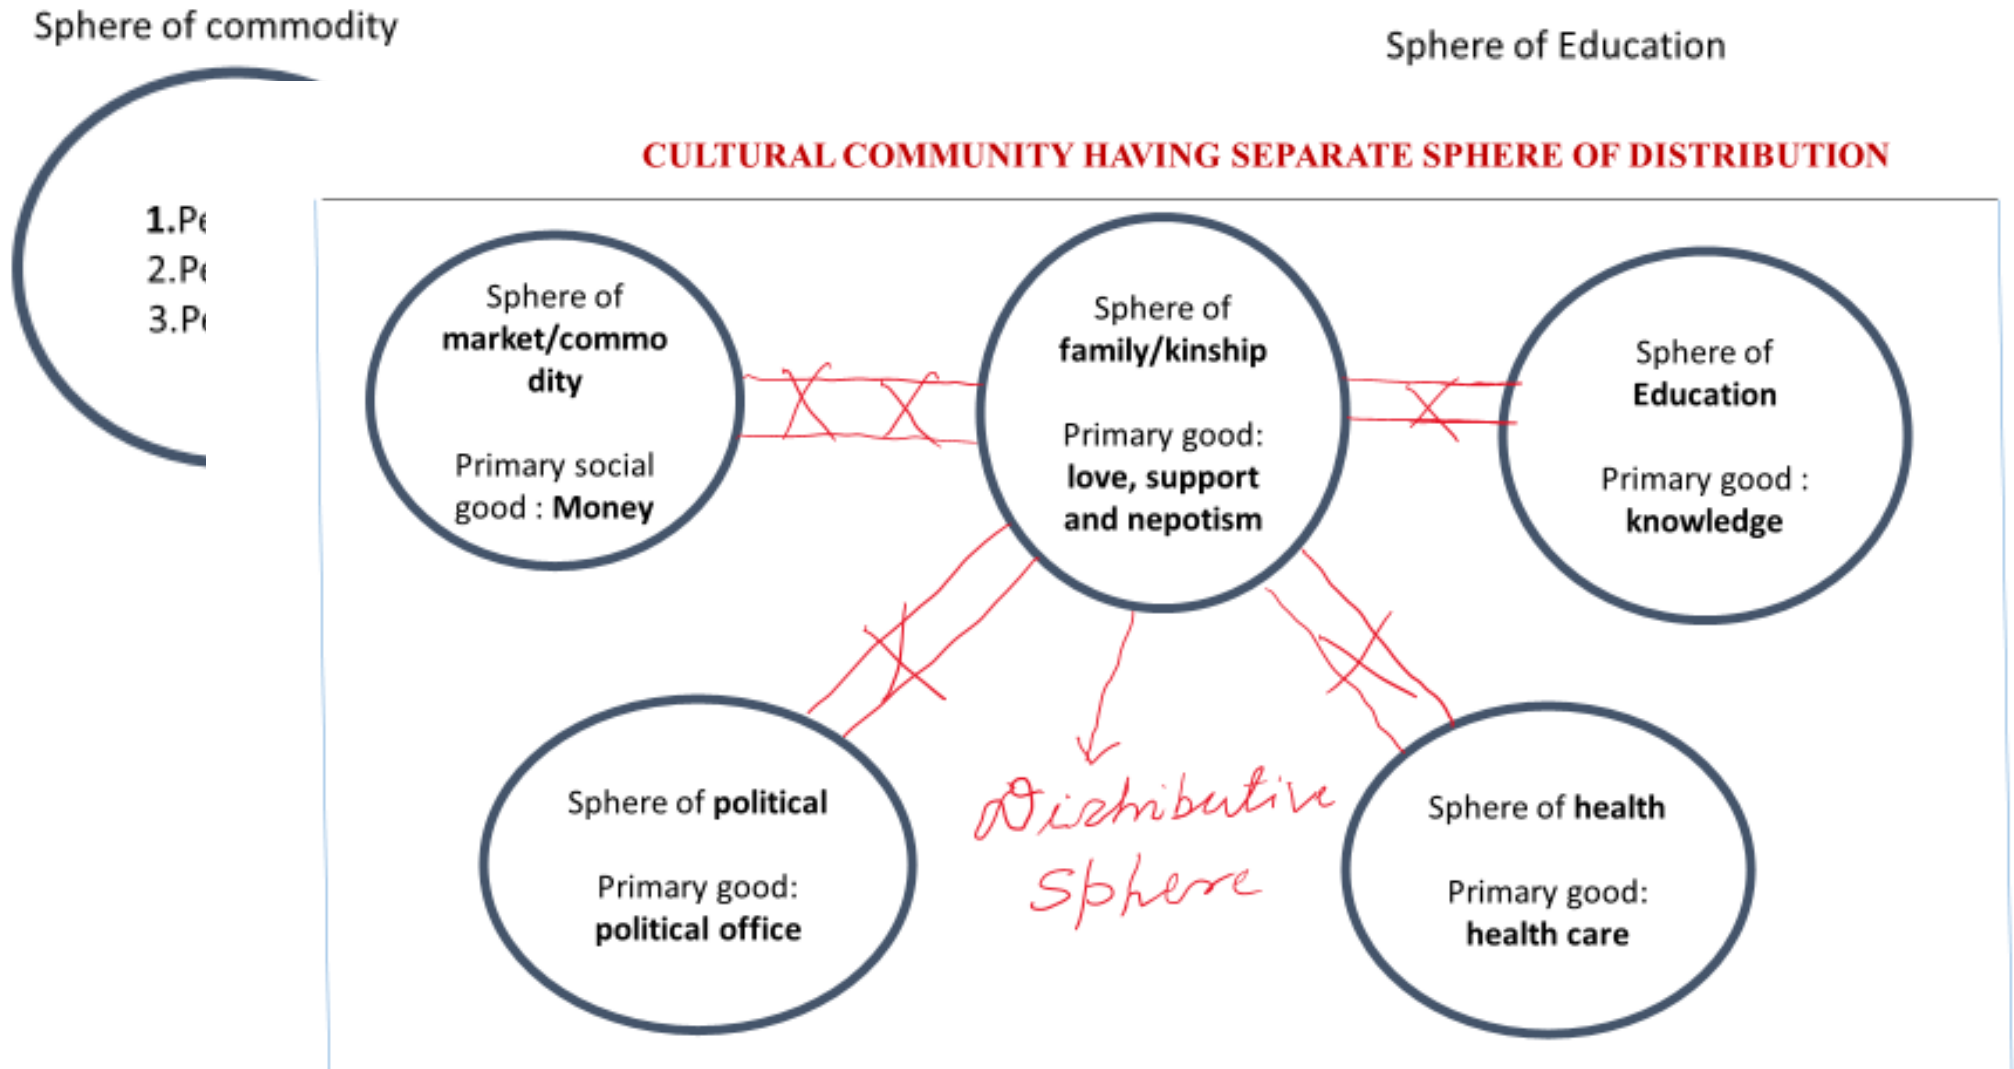 Sphere of commodity
Sphere of Education
CULTURAL COMMUNITY HAVING SEPARATE SPHERE OF DISTRIBUTION
1.Pe
2.Pe
3.Pe
Sphere of
market/commo
dity
Primary social
good : Money
Sphere of
family/kinship
Primary good:
love, support
and nepotism
Sphere of
Education
Primary good :
knowledge
Sphere of political
Primary good:
political office
Distributive
Sphere
Sphere of health
Primary good:
health care